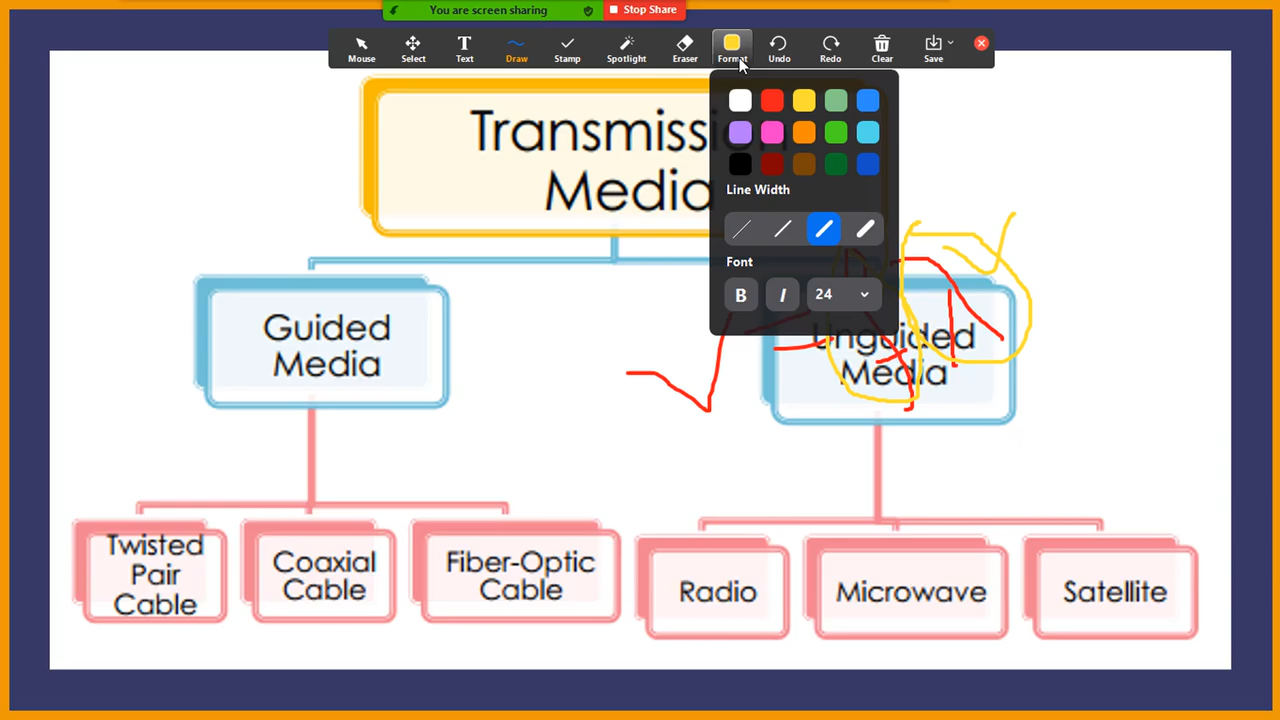 You are screen sharing
Stop Share
Mouse
Select
Text
Draw
Stamp
Spotlight
Eraser
Format
Undo
Redo
Clear
Save
Line Width
Font
B
I
24
Media
Guided
Media
Unguided
Media
Twisted
Pair
Cable
Coaxial
Cable
Fiber-Optic
Cable
Radio
Microwave
Satellite